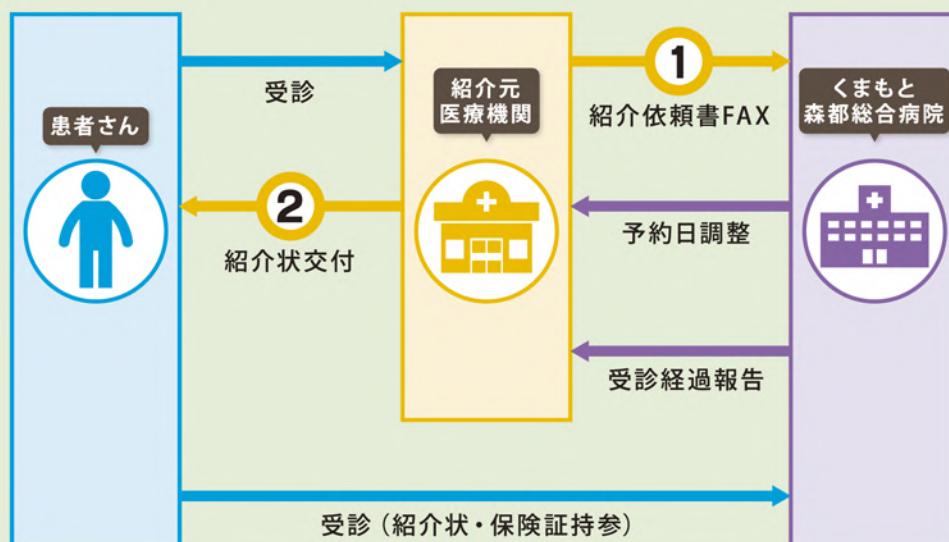 受診
1
紹介依頼書FAX
患者さん
紹介元
医療機関
くまもと
森都総合病院
2
紹介状交付
予約日調整
受診経過報告
受診（紹介状・保険証持参）